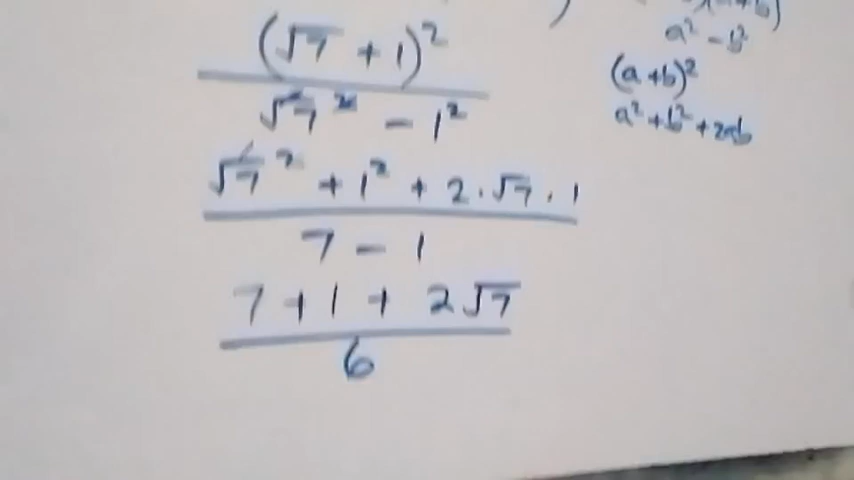 (√7 + 1)²
√7² - 1²
√7² + 1² + 2 . √7 . 1
7 - 1
7 + 1 + 2√7
6
a² - b²
(a+b)²
a² + b² + 2ab